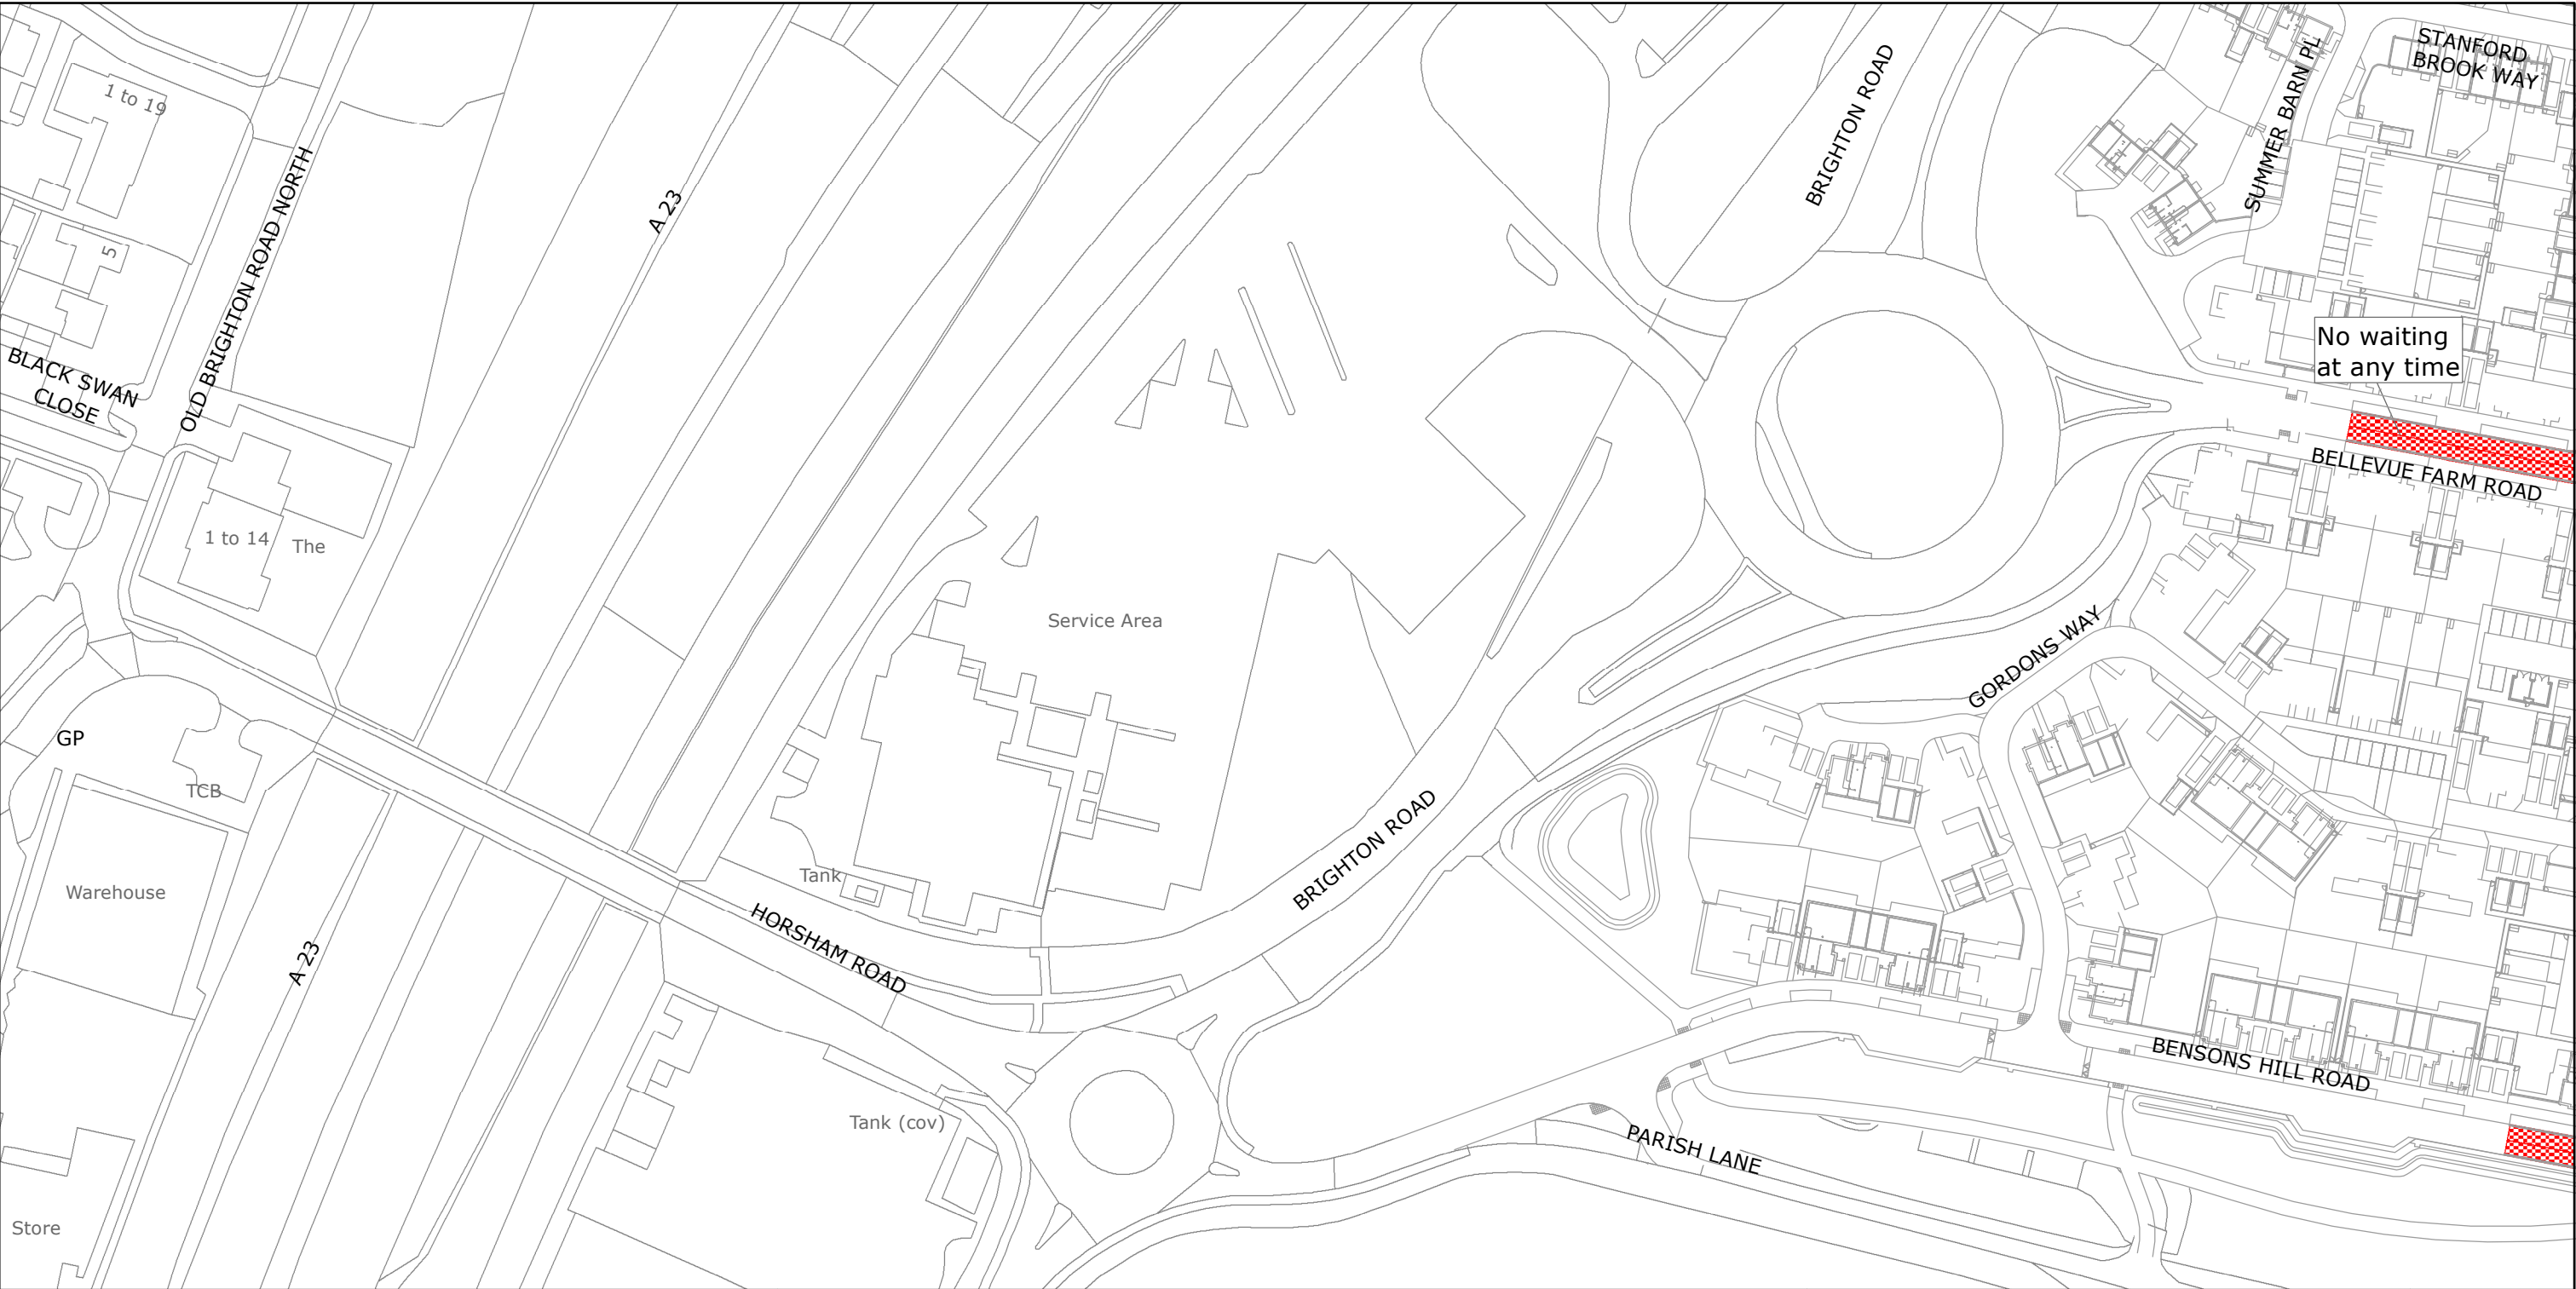 STANFORD
BROOK WAY
SUMMER BARN PL
BRIGHTON ROAD
1 to 19
OLD BRIGHTON ROAD NORTH
A 23
5
No waiting
at any time
BLACK SWAN
CLOSE
BELLEVUE FARM ROAD
1 to 14
The
Service Area
GORDONS WAY
GP
TCB
BRIGHTON ROAD
Warehouse
Tank
HORSHAM ROAD
A 23
BENSONS HILL ROAD
Tank (cov)
PARISH LANE
Store